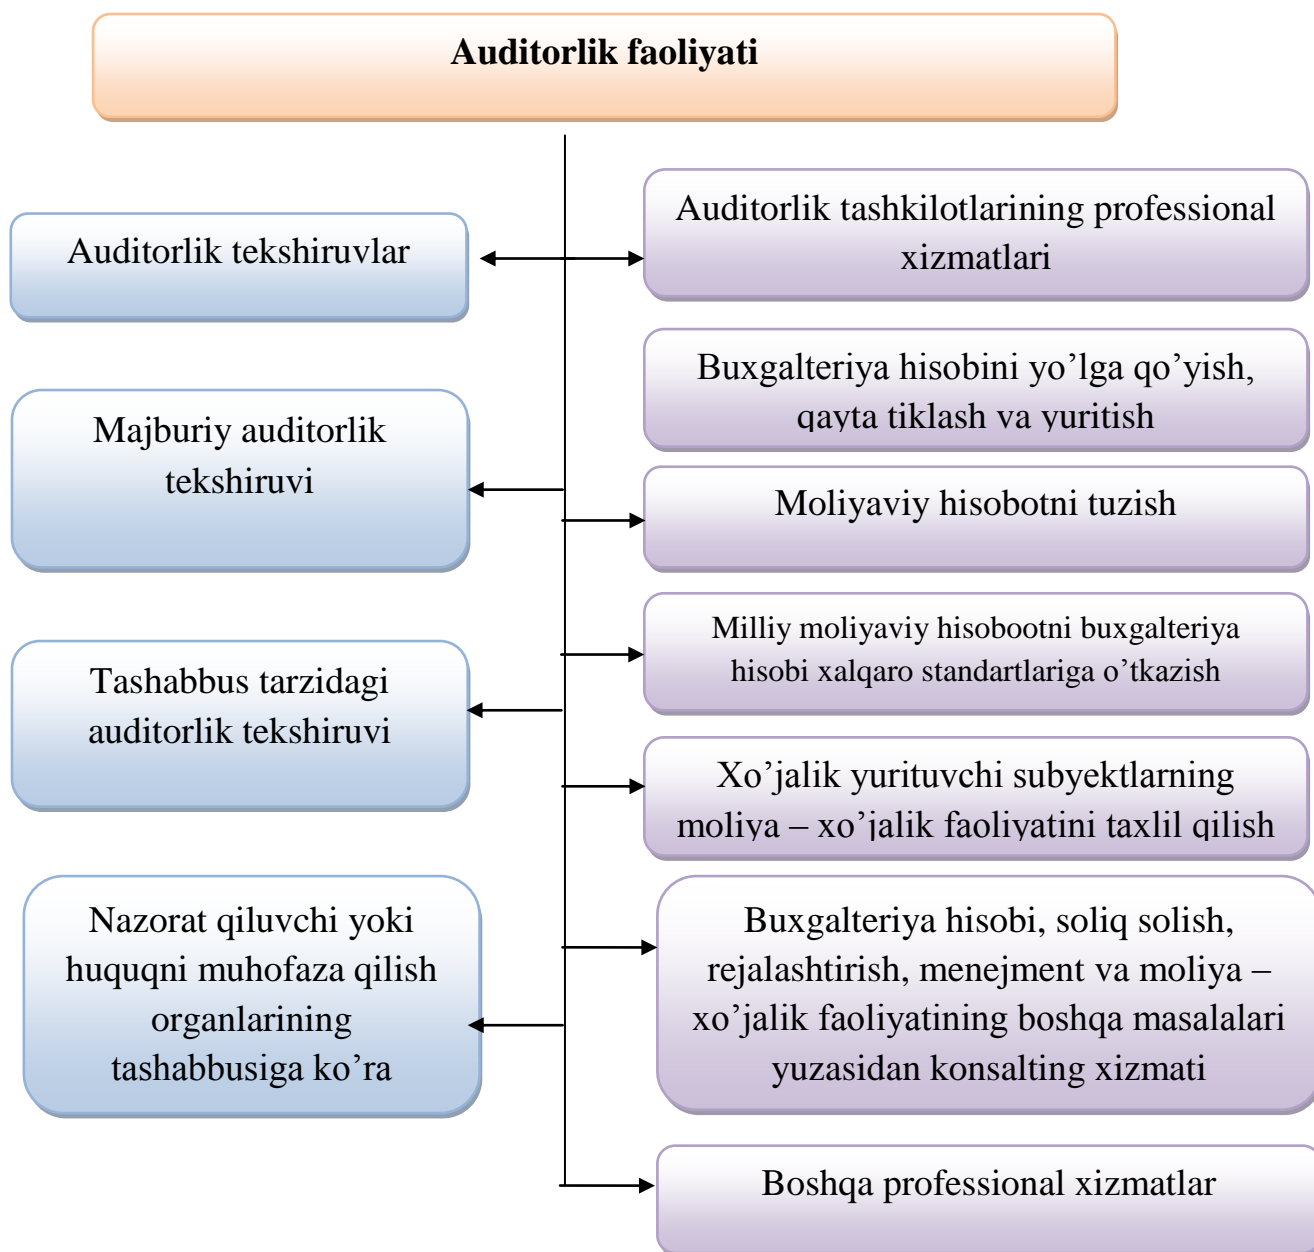 Auditorlik faoliyati
Auditorlik tekshiruvlar
Auditorlik tashkilotlarining professional
xizmatlari
Buxgalteriya hisobini yo’lga qo’yish,
qayta tiklash va yuritish
Majburiy auditorlik
tekshiruvi
Moliyaviy hisobotni tuzish
Milliy moliyaviy hisobootni buxgalteriya
hisobi xalqaro standartlariga o’tkazish
Tashabbus tarzidagi
auditorlik tekshiruvi
Xo’jalik yurituvchi subyektlarning
moliya – xo’jalik faoliyatini taxlil qilish
Nazorat qiluvchi yoki
huquqni muhofaza qilish
organlarining
tashabbusiga ko’ra
Buxgalteriya hisobi, soliq solish,
rejalashtirish, menejment va moliya –
xo’jalik faoliyatining boshqa masalalari
yuzasidan konsalting xizmati
Boshqa professional xizmatlar